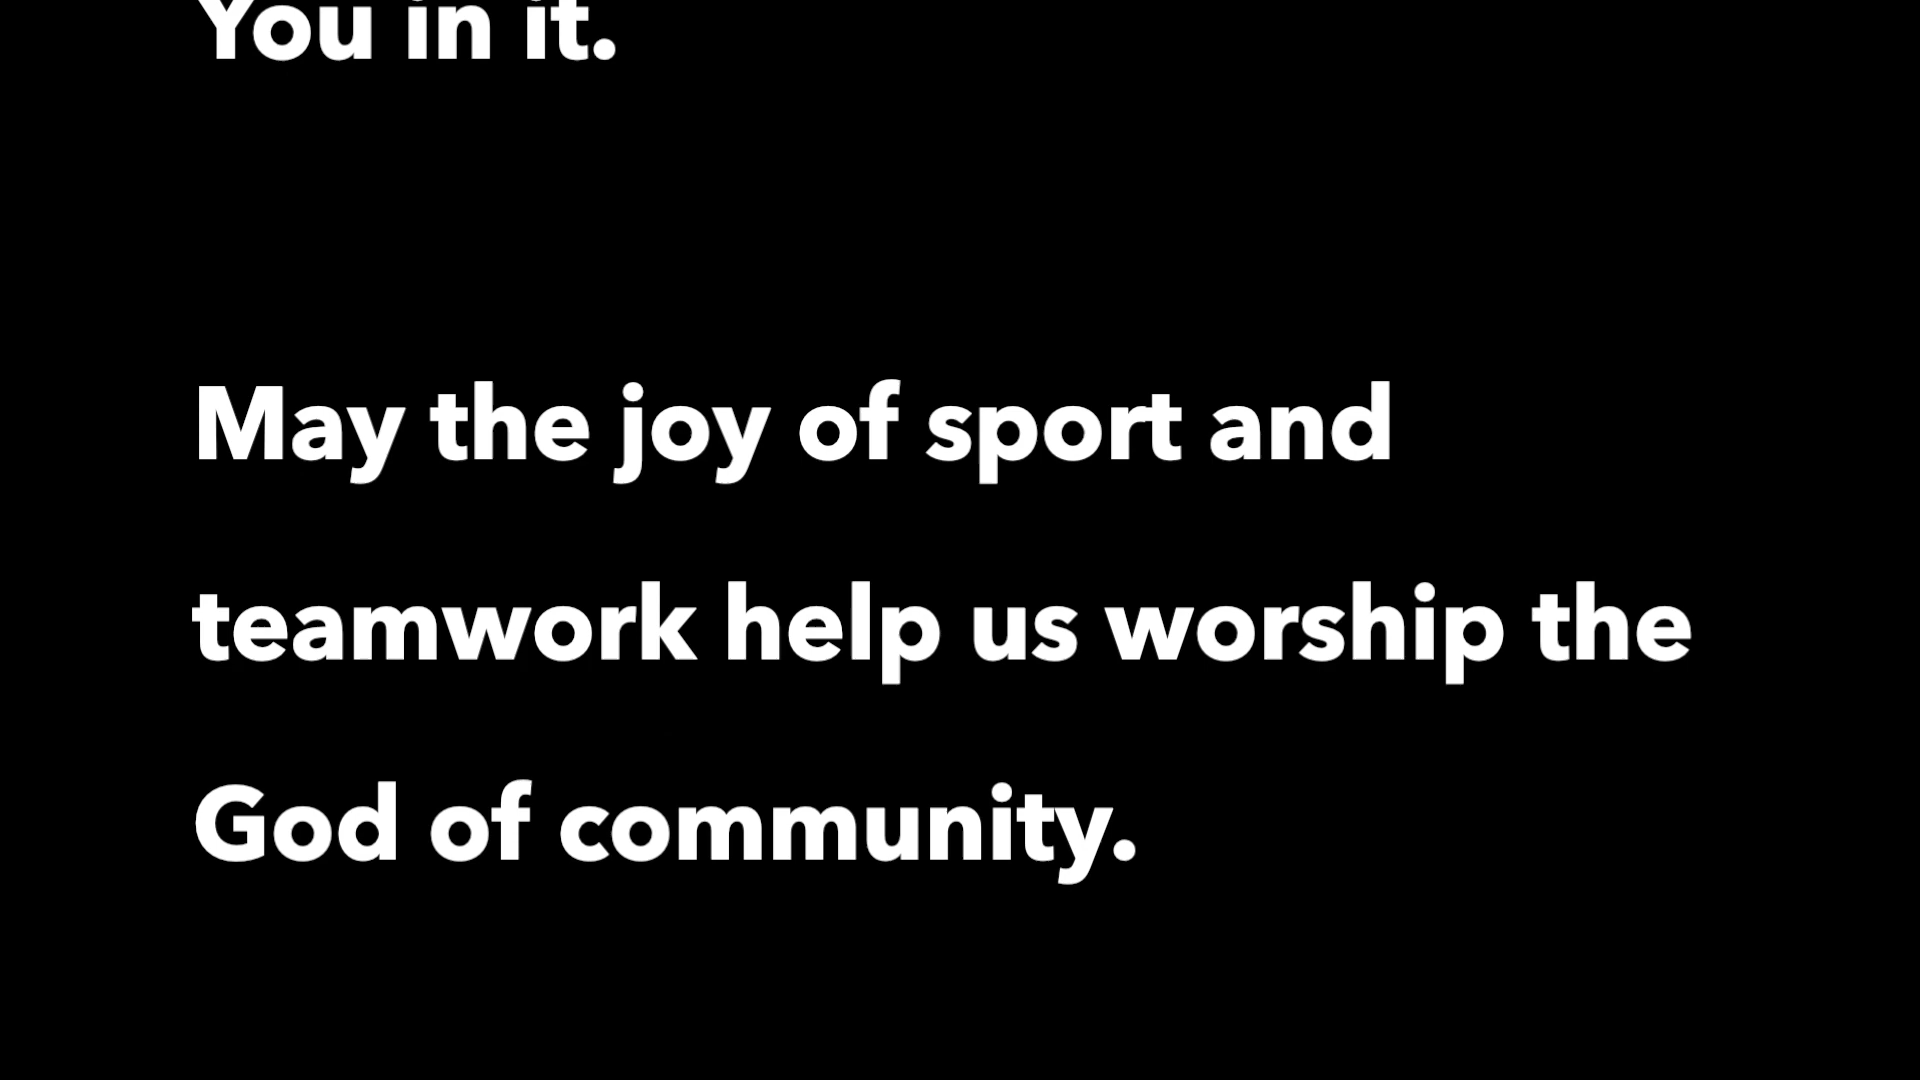 You in it.
May the joy of sport and
teamwork help us worship the
God of community.